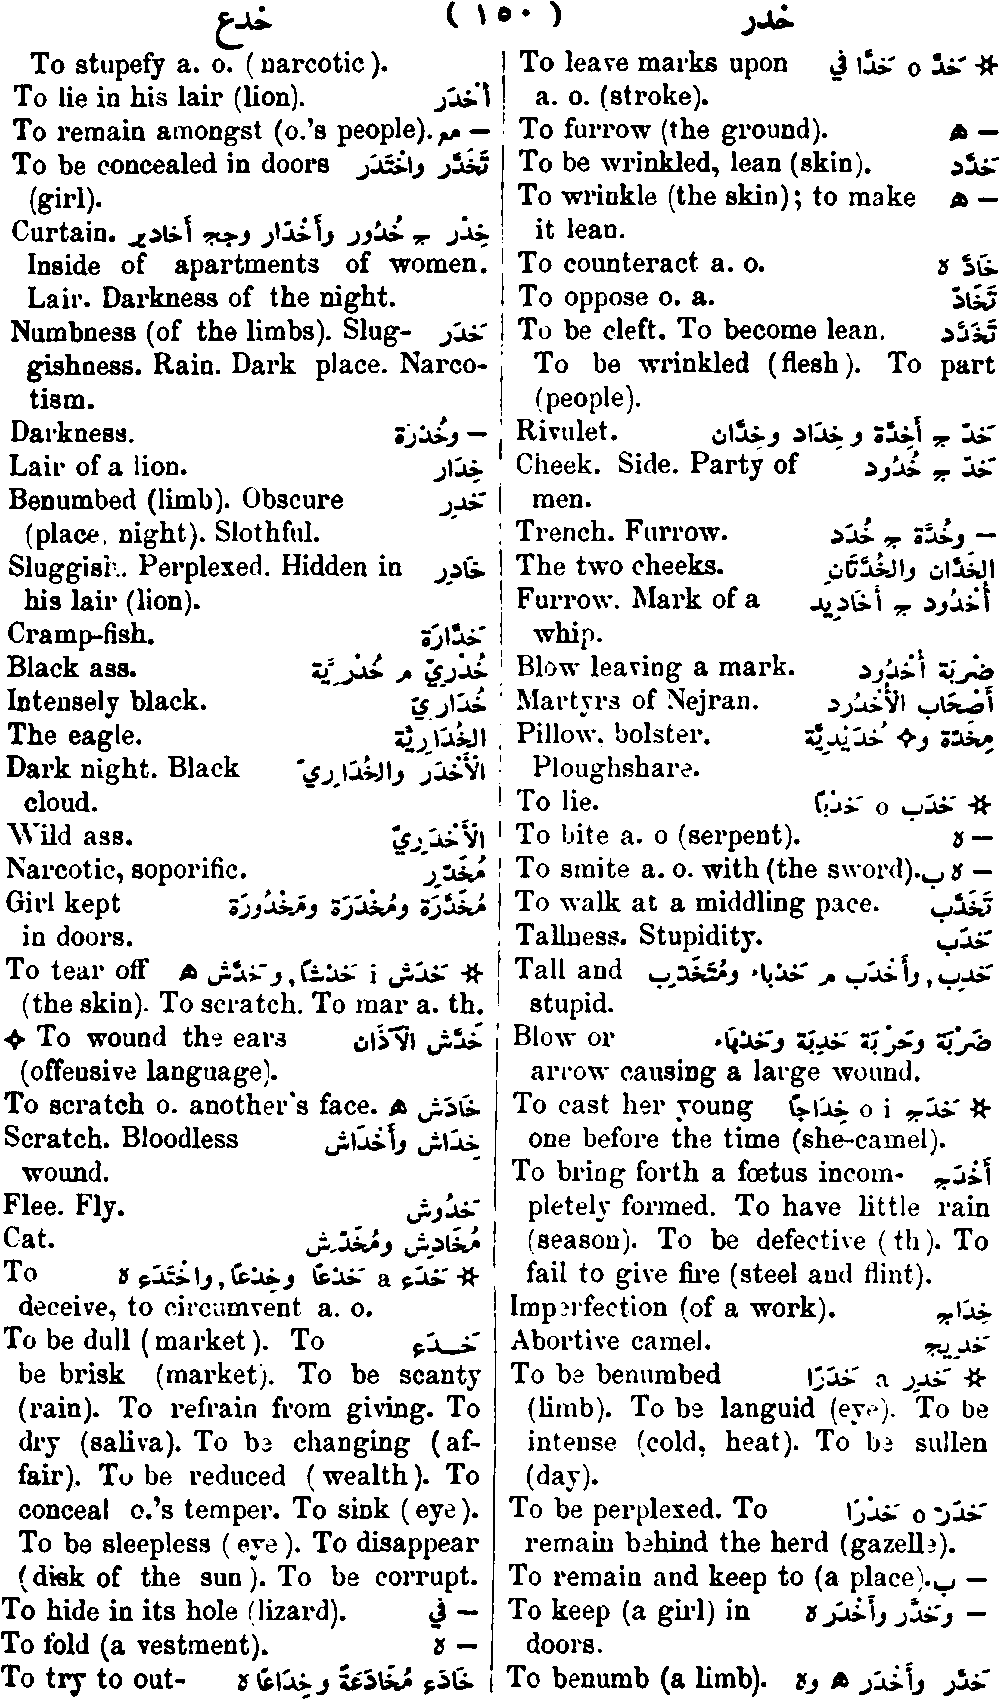 خدع ( ١٥٠ ) خدر
To leave marks upon خَدَّ o خَدًّا في ✲
a. o. (stroke).
To furrow (the ground). ه —
To be wrinkled, lean (skin). خَدَّد
To wrinkle (the skin); to make ه —
it lean.
To counteract a. o. خَادَّ ه
To oppose o. a. تَخَادَّ
To be cleft. To become lean. تَخَدَّد
To be wrinkled (flesh). To part
(people).
Rivulet. خَدّ ج أَخِدَّة وخِدَاد وخِدَّان
Cheek. Side. Party of خَدّ ج خُدُود
men.
Trench. Furrow. — وخُدَّة ج خُدَد
The two cheeks. الخَدَّان والخُدَّتَان
Furrow. Mark of a أُخْدُود ج أَخَادِيد
whip.
Blow leaving a mark. ضَرْبَة أُخْدُود
Martyrs of Nejran. أَصْحَاب الأُخْدُود
Pillow, bolster. مِخَدَّة و✧ خُدَيْدِيَّة
Ploughshare.
To lie. خَدَب o خَدْبًا ✲
To bite a. o (serpent). ه —
To smite a. o. with (the sword). ه ب —
To walk at a middling pace. تَخَدَّب
Tallness. Stupidity. خَدَب
Tall and خَدِب, وأَخْدَب م خَدْبَاء ومُتَخَدِّب
stupid.
Blow or ضَرْبَة وحَرْبَة خَدِبَة وخَدْبَاء
arrow causing a large wound.
To cast her young خَدَج o i خِدَاجًا ✲
one before the time (she-camel).
To bring forth a fœtus incom- أَخْدَج
pletely formed. To have little rain
(season). To be defective (th). To
fail to give fire (steel and flint).
Imperfection (of a work). خِدَاج
Abortive camel. خَدِيج
To be benumbed خَدِر a خَدَرًا ✲
(limb). To be languid (eye). To be
intense (cold, heat). To be sullen
(day).
To be perplexed. To خَدَر o خَدْرًا
remain behind the herd (gazelle).
To remain and keep to (a place). ب —
To keep (a girl) in — وخَدَّر وأَخْدَر ه
doors.
To benumb (a limb). خَدَّر وأَخْدَر ه وه
To stupefy a. o. (narcotic).
To lie in his lair (lion). أَخْدَر
To remain amongst (o.'s people). — مع
To be concealed in doors تَخَدَّر واخْتَدَر
(girl).
Curtain. خِدْر ج خُدُور وأَخْدَار وجج أَخَادِير
Inside of apartments of women.
Lair. Darkness of the night.
Numbness (of the limbs). Slug- خَدَر
gishness. Rain. Dark place. Narco-
tism.
Darkness. — وخُدْرَة
Lair of a lion. خِدَار
Benumbed (limb). Obscure خَدِر
(place, night). Slothful.
Sluggish. Perplexed. Hidden in خَادِر
his lair (lion).
Cramp-fish. خَدَّارَة
Black ass. خُدْرِيّ م خُدْرِيَّة
Intensely black. خُدَارِيّ
The eagle. الخُدَارِيَّة
Dark night. Black الأَخْدَر والخُدَارِيّ
cloud.
Wild ass. الأَخْدَرِيّ
Narcotic, soporific. مُخَدِّر
Girl kept مُخَدَّرَة ومُخْدَرَة ومَخْدُورَة
in doors.
To tear off خَدَش i خَدْشًا, وخَدَّش ه ✲
(the skin). To scratch. To mar a. th.
✧ To wound the ears خَدَّش الآذَان
(offensive language).
To scratch o. another's face. خَادَش ه
Scratch. Bloodless خِدَاش وأَخْدَاش
wound.
Flee. Fly. خَدُوش
Cat. مُخَادِش ومُخَدِّش
To خَدَع a خَدْعًا وخِدْعًا, واخْتَدَع ه ✲
deceive, to circumvent a. o.
To be dull (market). To خَـدَع
be brisk (market). To be scanty
(rain). To refrain from giving. To
dry (saliva). To be changing (af-
fair). To be reduced (wealth). To
conceal o.'s temper. To sink (eye).
To be sleepless (eye). To disappear
(disk of the sun). To be corrupt.
To hide in its hole (lizard). في —
To fold (a vestment). ه —
To try to out- خَادَع مُخَادَعَةً وخِدَاعًا ه